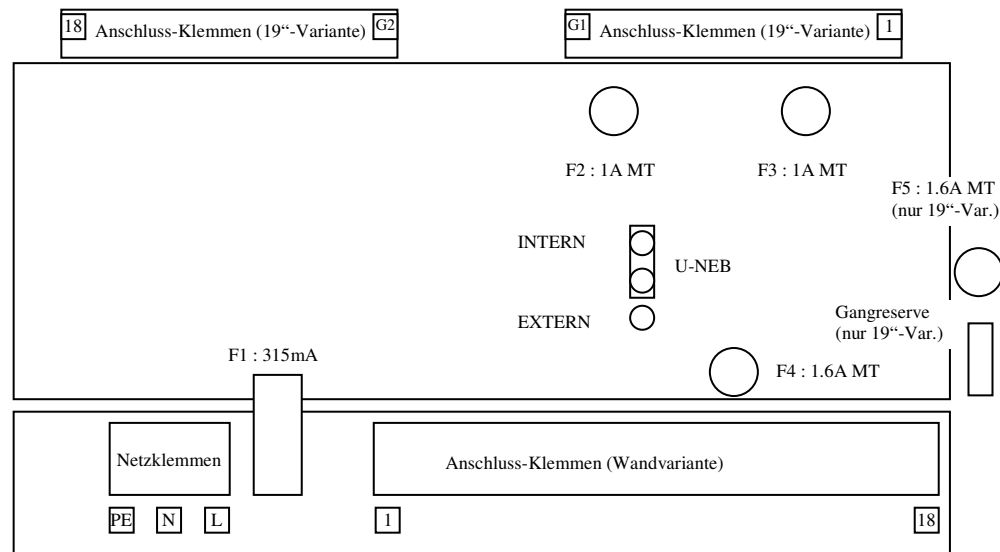 18 Anschluss-Klemmen (19“-Variante) G2
G1 Anschluss-Klemmen (19“-Variante) 1
F2 : 1A MT
F3 : 1A MT
F5 : 1.6A MT
(nur 19“-Var.)
INTERN
U-NEB
EXTERN
Gangreserve
(nur 19“-Var.)
F1 : 315mA
F4 : 1.6A MT
Netzklemmen
Anschluss-Klemmen (Wandvariante)
PE N L
1
18